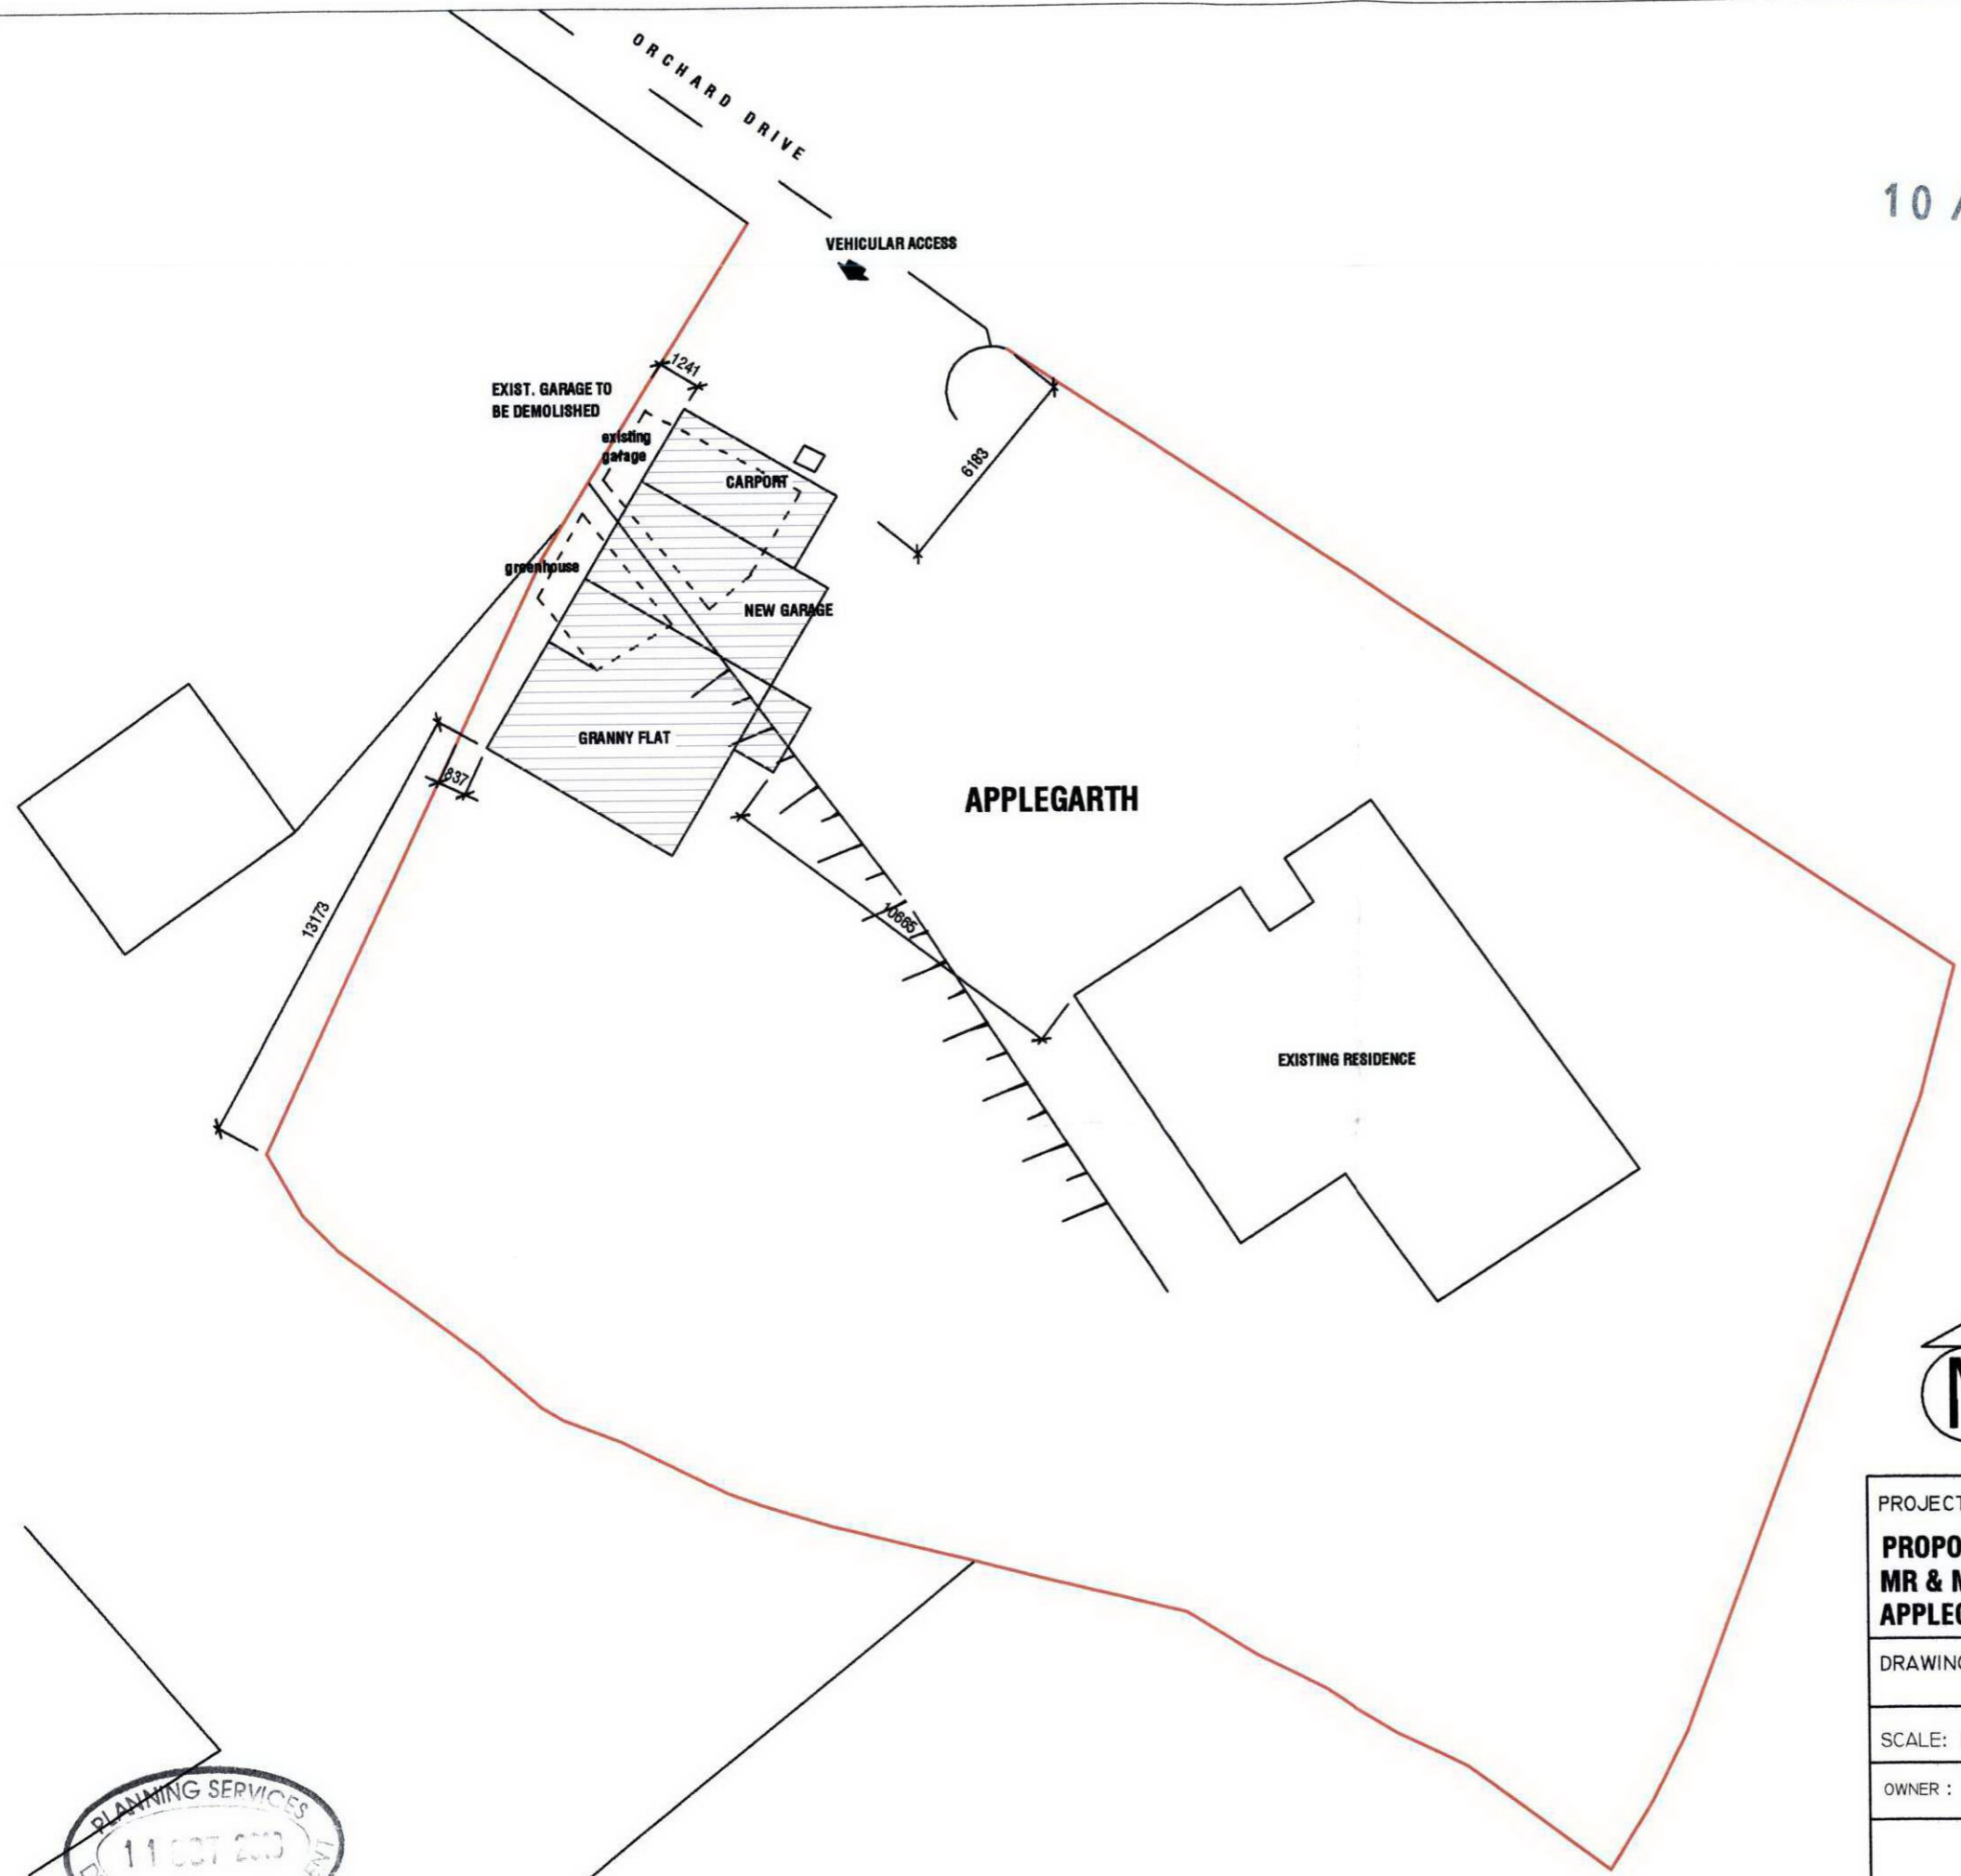 ORCHARD DRIVE
10
VEHICULAR ACCESS
1241
EXIST. GARAGE TO
BE DEMOLISHED
existing
garage
CARPORT
6183
greenhouse
NEW GARAGE
GRANNY FLAT
837
APPLEGARTH
13173
10665
EXISTING RESIDENCE
PROJECT
PROPO
MR & M
APPLEG
DRAWING
SCALE:
OWNER :
PLANNING SERVICES
11 OCT